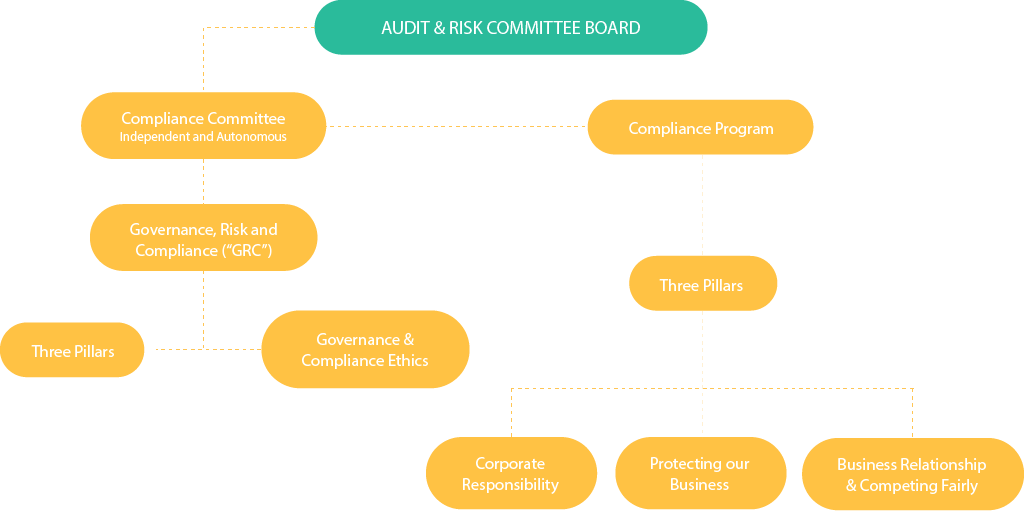 AUDIT & RISK COMMITTEE BOARD
Compliance Committee
Independent and Autonomous
Compliance Program
Governance, Risk and
Compliance (“GRC”)
Three Pillars
Three Pillars
Governance &
Compliance Ethics
Corporate
Responsibility
Protecting our
Business
Business Relationship
& Competing Fairly